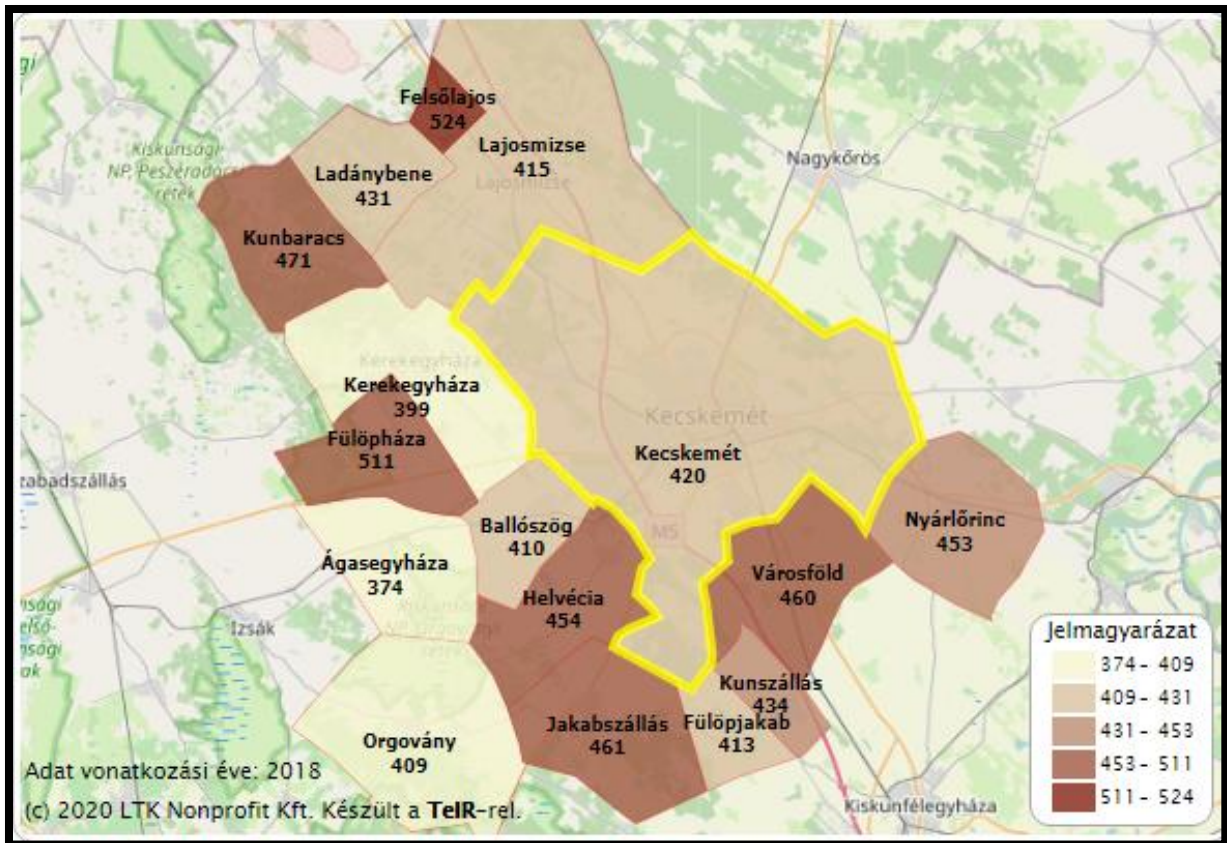 Felsőlajos
524
Lajosmizse
415
Lajosmizse
Nagykőrös
Kiskunsági
NP, Peszéradacsi
rétek
Ladánybene
431
Kunbaracs
471
Kerekegyháza
Kerekegyháza
399
Fülöpháza
511
Kecskemét
Kecskemét
420
zabadszállás
Ballószög
410
Nyárlőrinc
453
M5
Ágasegyháza
374
Városföld
460
Helvécia
454
Izsák
Kunszállás
434
Jakabszállás
461
Fülöpjakab
413
Orgovány
409
Kiskunfélegyháza
Jelmagyarázat
374 - 409
409 - 431
431 - 453
453 - 511
511 - 524
Adat vonatkozási éve: 2018
(c) 2020 LTK Nonprofit Kft. Készült a TeIR-rel.